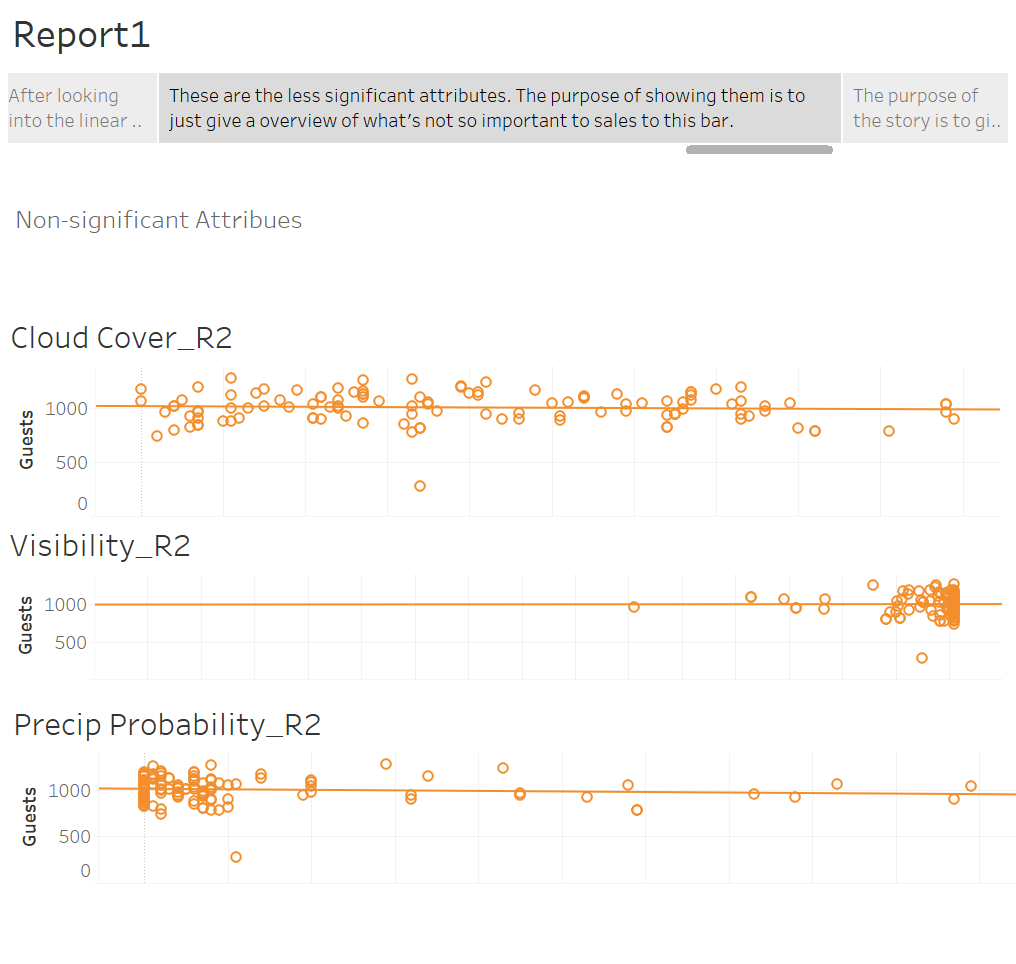 Report1
After looking
into the linear ..
These are the less significant attributes. The purpose of showing them is to
just give a overview of what's not so important to sales to this bar.
The purpose of
the story is to gi..
Non-significant Attribues
Cloud Cover_R2
Guests
1000
500
0
Visibility_R2
Guests
1000
500
Precip Probability_R2
Guests
1000
500
0